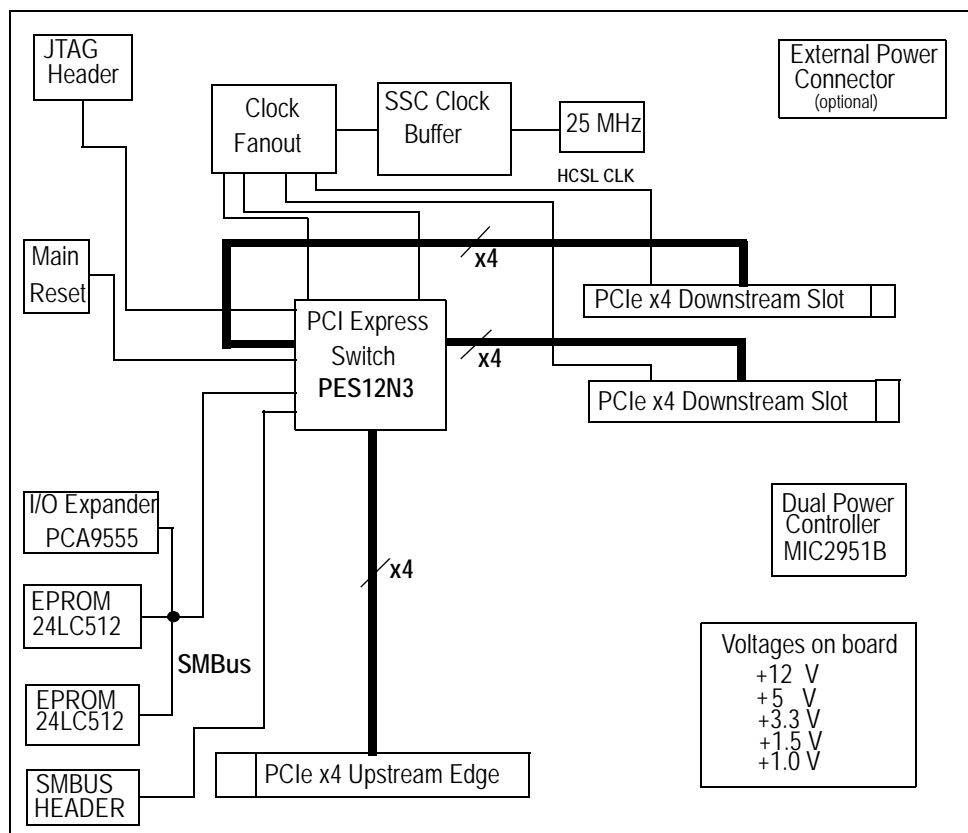 JTAG
Header
Clock
Fanout
SSC Clock
Buffer
25 MHz
External Power
Connector
(optional)
HCSL CLK
Main
Reset
x4
PCIe x4 Downstream Slot
PCI Express
Switch
PES12N3
x4
PCIe x4 Downstream Slot
I/O Expander
PCA9555
Dual Power
Controller
MIC2951B
x4
EPROM
24LC512
SMBus
EPROM
24LC512
Voltages on board
+12 V
+5 V
+3.3 V
+1.5 V
+1.0 V
PCIe x4 Upstream Edge
SMBUS
HEADER